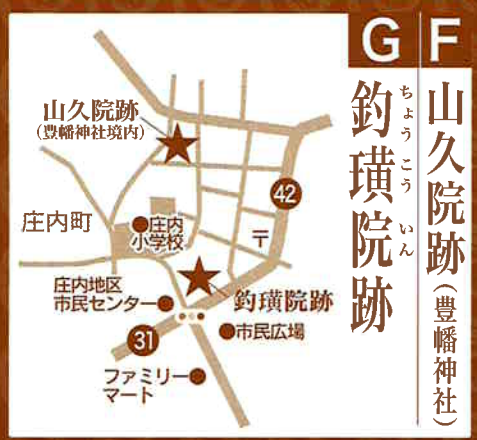 F
山久院跡(豊幡神社)
G
釣璜院跡
ちょうこういん
山久院跡
(豊幡神社境内)
42
庄内町
庄内
小学校
〒
庄内地区
市民センター
釣璜院跡
31
市民広場
ファミリー
マート